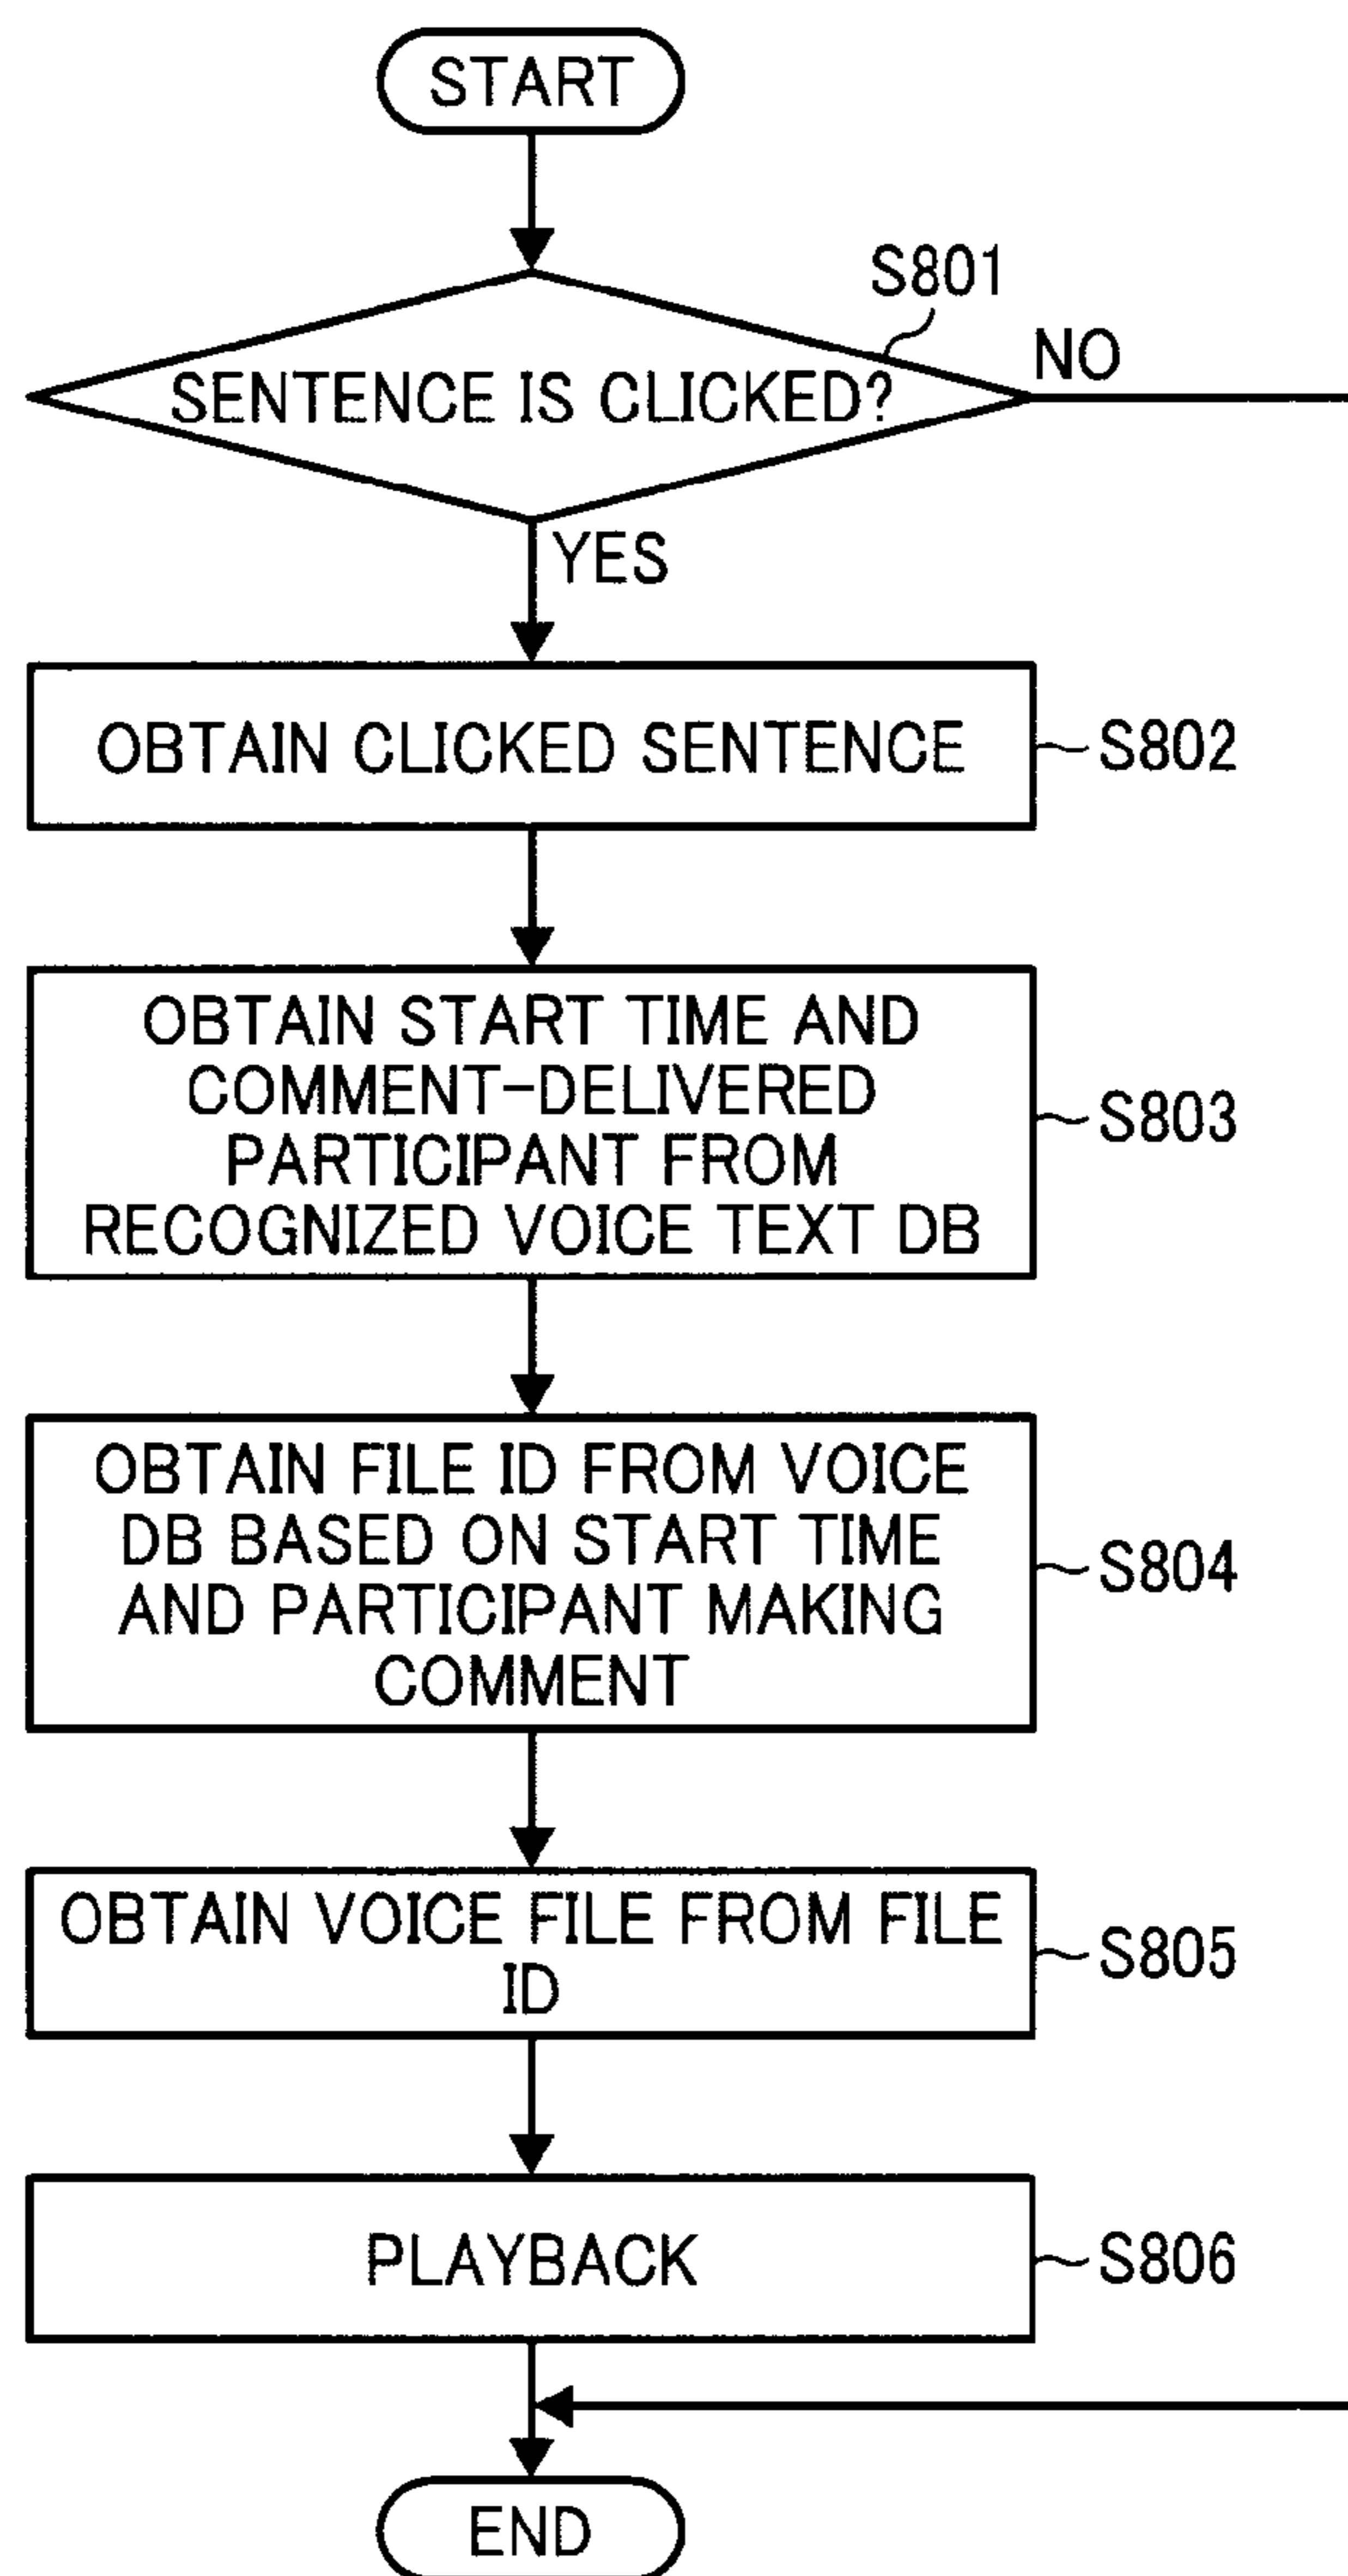 START
S801
SENTENCE IS CLICKED?
NO
YES
OBTAIN CLICKED SENTENCE
S802
OBTAIN START TIME AND
COMMENT-DELIVERED
PARTICIPANT FROM
RECOGNIZED VOICE TEXT DB
S803
OBTAIN FILE ID FROM VOICE
DB BASED ON START TIME
AND PARTICIPANT MAKING
COMMENT
S804
OBTAIN VOICE FILE FROM FILE
ID
S805
PLAYBACK
S806
END